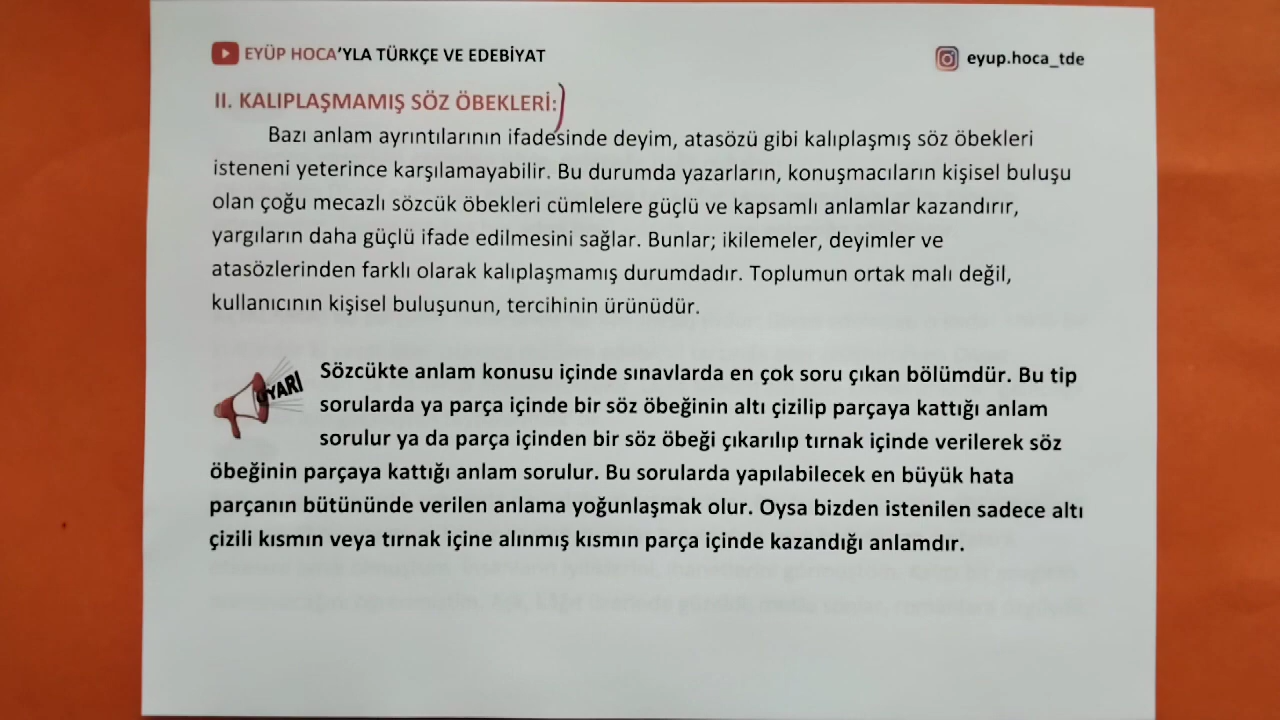 EYÜP HOCA'YLA TÜRKÇE VE EDEBİYAT
eyup.hoca_tde
II. KALIPLAŞMAMIŞ SÖZ ÖBEKLERİ:
Bazı anlam ayrıntılarının ifadesinde deyim, atasözü gibi kalıplaşmış söz öbekleri
isteneni yeterince karşılamayabilir. Bu durumda yazarların, konuşmacıların kişisel buluşu
olan çoğu mecazlı sözcük öbekleri cümlelere güçlü ve kapsamlı anlamlar kazandırır,
yargıların daha güçlü ifade edilmesini sağlar. Bunlar; ikilemeler, deyimler ve
atasözlerinden farklı olarak kalıplaşmamış durumdadır. Toplumun ortak malı değil,
kullanıcının kişisel buluşunun, tercihinin ürünüdür.
UYARI
Sözcükte anlam konusu içinde sınavlarda en çok soru çıkan bölümdür. Bu tip
sorularda ya parça içinde bir söz öbeğinin altı çizilip parçaya kattığı anlam
sorulur ya da parça içinden bir söz öbeği çıkarılıp tırnak içinde verilerek söz
öbeğinin parçaya kattığı anlam sorulur. Bu sorularda yapılabilecek en büyük hata
parçanın bütününde verilen anlama yoğunlaşmak olur. Oysa bizden istenilen sadece altı
çizili kısmın veya tırnak içine alınmış kısmın parça içinde kazandığı anlamdır.